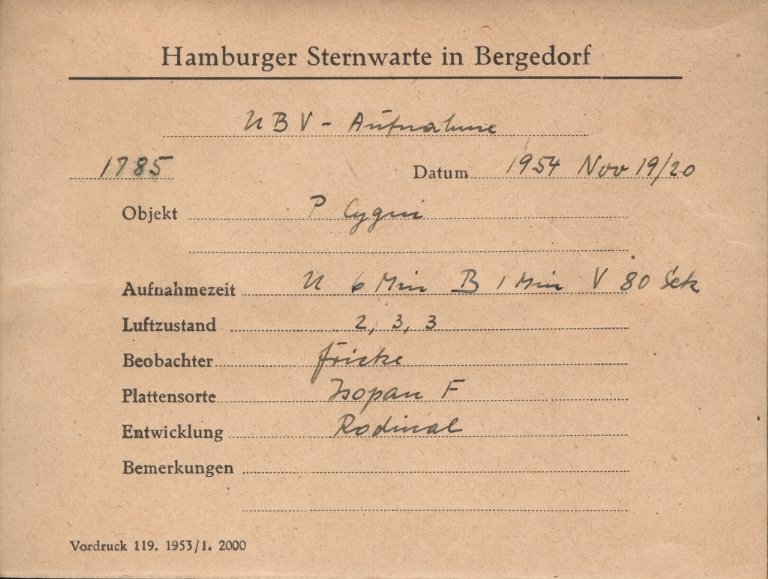 Hamburger Sternwarte in Bergedorf
UBV - Aufnahme
1785 Datum 1954 Nov 19/20
Objekt P Cygni
Aufnahmezeit U 6 Min B 1 Min V 80 Sek
Luftzustand 2, 3, 3
Beobachter Fricke
Plattensorte Isopan F
Entwicklung Rodinal
Bemerkungen
Vordruck 119. 1953/1. 2000